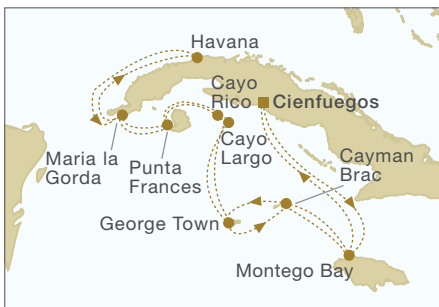 Havana
Cayo
Rico
Cienfuegos
Cayo
Largo
Maria la
Gorda
Punta
Frances
Cayman
Brac
George Town
Montego Bay